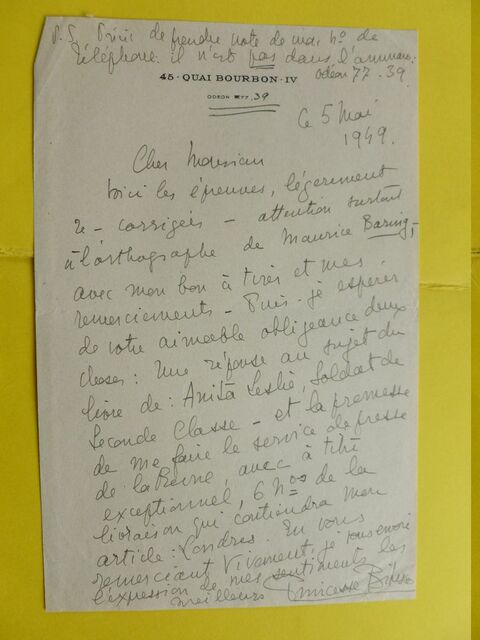 P.S. Prière de prendre note de mon no de
téléphone: il n'est pas dans l'annuaire:
Odéon 77.39
45 · QUAI BOURBON · IV
ODÉON 77.39
Ce 5 Mai
1949.
Cher Monsieur
Voici les épreuves, légèrement
re-corrigées – attention surtout
à l'orthographe de Maurice Baring, –
avec mon bon à tirer et mes
remerciements – Puis-je espérer
de votre aimable obligeance deux
choses: Une réponse au sujet du
livre de: Anita Leslie, Soldat de
Seconde Classe – et la promesse
de me faire le service de presse
de la Revue, avec à titre
exceptionnel, 6 nos de la
livraison qui contiendra mon
article: Londres. En vous
remerciant vivement, je vous envoie
l'expression de mes sentiments les
meilleurs Princesse Bibesco